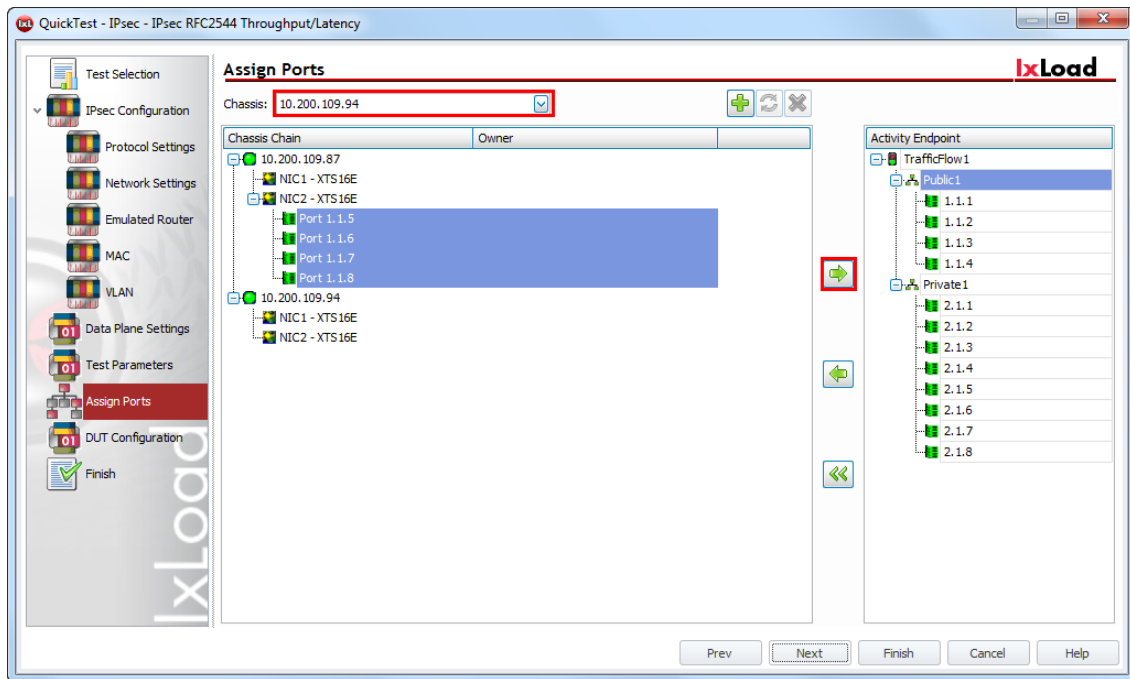 QuickTest - IPsec - IPsec RFC2544 Throughput/Latency
Test Selection
IPsec Configuration
Protocol Settings
Network Settings
Emulated Router
MAC
VLAN
Data Plane Settings
Test Parameters
Assign Ports
DUT Configuration
Finish
IxLoad
Assign Ports
IxLoad
Chassis: 10.200.109.94
Chassis Chain Owner
10.200.109.87
NIC1 - XTS16E
NIC2 - XTS16E
Port 1.1.5
Port 1.1.6
Port 1.1.7
Port 1.1.8
10.200.109.94
NIC1 - XTS16E
NIC2 - XTS16E
Activity Endpoint
TrafficFlow1
Public1
1.1.1
1.1.2
1.1.3
1.1.4
Private1
2.1.1
2.1.2
2.1.3
2.1.4
2.1.5
2.1.6
2.1.7
2.1.8
Prev Next Finish Cancel Help